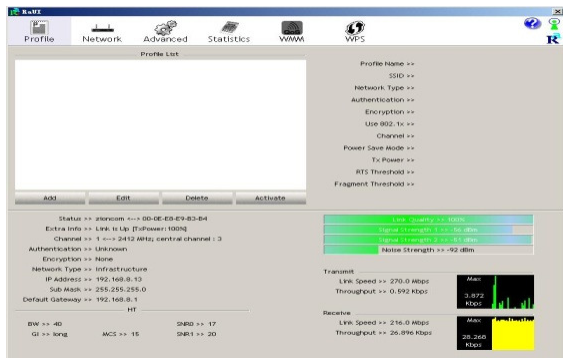 RaUI
Profile Network Advanced Statistics WMM WPS
Profile List
Profile Name >>
SSID >>
Network Type >>
Authentication >>
Encryption >>
Use 802.1x >>
Channel >>
Power Save Mode >>
Tx Power >>
RTS Threshold >>
Fragment Threshold >>
Add Edit Delete Activate
Status >> zioncom <--> 00-0E-E8-E9-B3-B4
Extra Info >> Link is Up [TxPower:100%]
Channel >> 1 <--> 2412 MHz; central channel : 3
Authentication >> Unknown
Encryption >> None
Network Type >> Infrastructure
IP Address >> 192.168.8.13
Sub Mask >> 255.255.255.0
Default Gateway >> 192.168.8.1
HT
BW >> 40 SNR0 >> 17
GI >> long MCS >> 15 SNR1 >> 20
Link Quality >> 100%
Signal Strength 1 >> -56 dBm
Signal Strength 2 >> -51 dBm
Noise Strength >> -92 dBm
Transmit
Link Speed >> 270.0 Mbps
Throughput >> 0.592 Kbps
Max
3.872
Kbps
Receive
Link Speed >> 216.0 Mbps
Throughput >> 26.896 Kbps
Max
28.268
Kbps